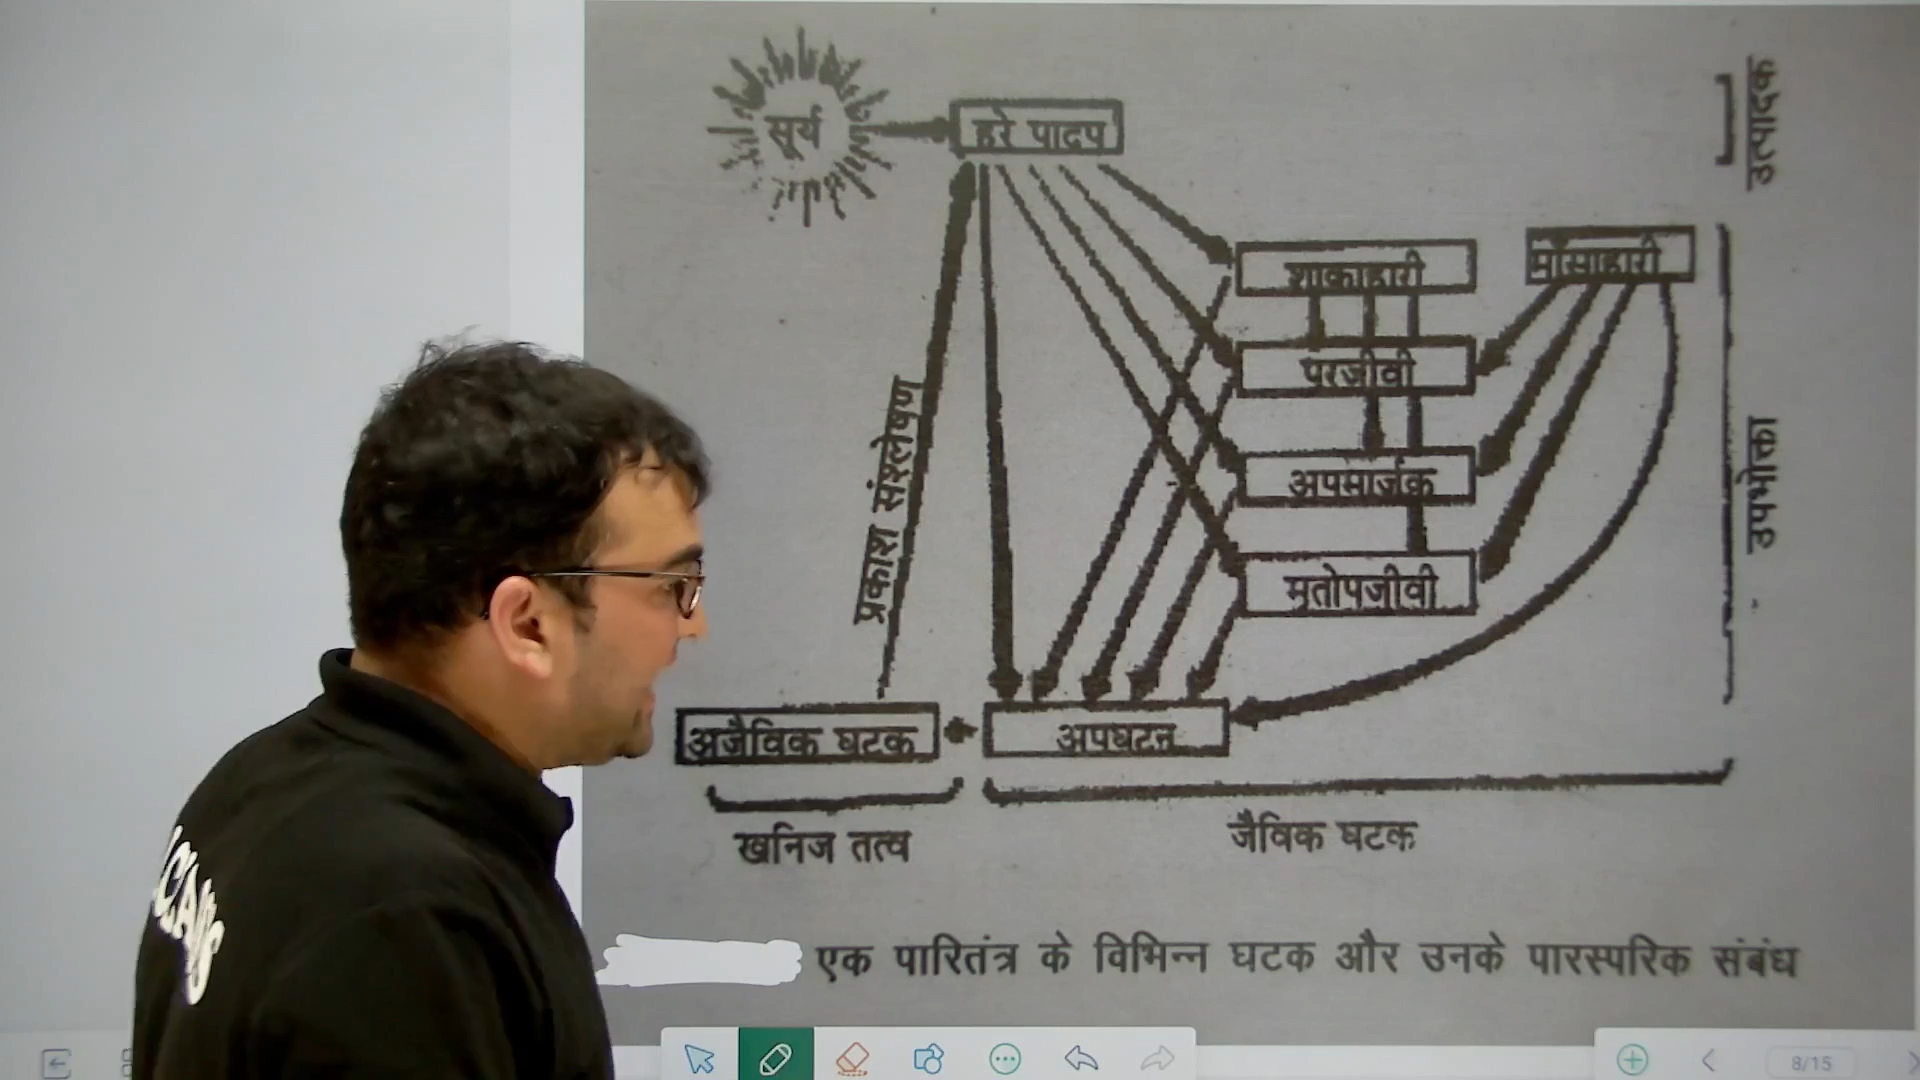 सूर्य
हरे पादप
उत्पादक
शाकाहारी
माँसाहारी
परजीवी
प्रकाश संश्लेषण
अपमार्जक
उपभोक्ता
मृतोपजीवी
अजैविक घटक
अपघटन
खनिज तत्व
जैविक घटक
एक पारितंत्र के विभिन्न घटक और उनके पारस्परिक संबंध
8/15